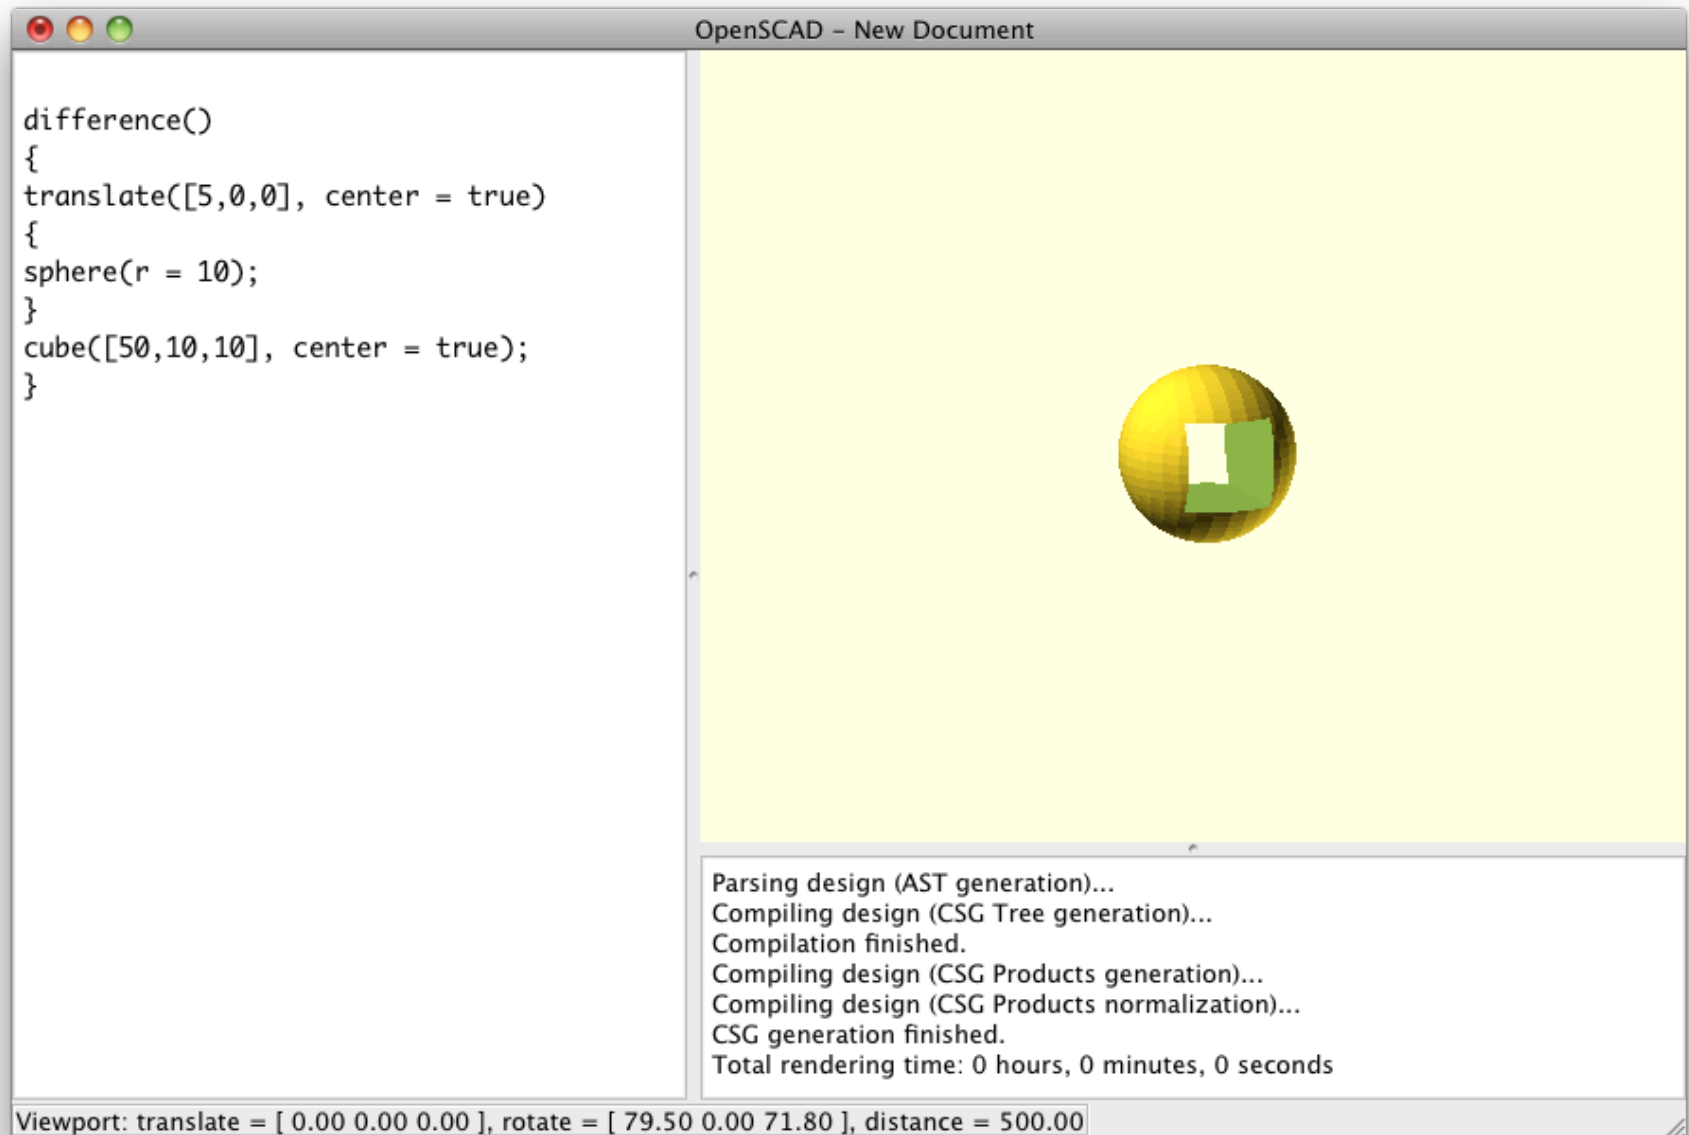 OpenSCAD – New Document
difference()
{
translate([5,0,0], center = true)
{
sphere(r = 10);
}
cube([50,10,10], center = true);
}
Parsing design (AST generation)...
Compiling design (CSG Tree generation)...
Compilation finished.
Compiling design (CSG Products generation)...
Compiling design (CSG Products normalization)...
CSG generation finished.
Total rendering time: 0 hours, 0 minutes, 0 seconds
Viewport: translate = [ 0.00 0.00 0.00 ], rotate = [ 79.50 0.00 71.80 ], distance = 500.00